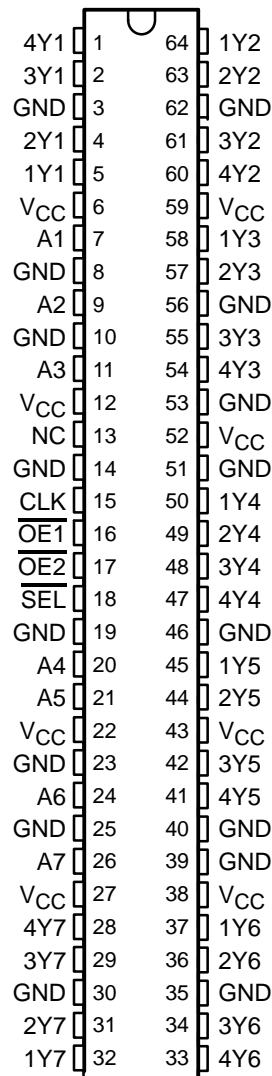 4Y1 1 64 1Y2
3Y1 2 63 2Y2
GND 3 62 GND
2Y1 4 61 3Y2
1Y1 5 60 4Y2
VCC 6 59 VCC
A1 7 58 1Y3
GND 8 57 2Y3
A2 9 56 GND
GND 10 55 3Y3
A3 11 54 4Y3
VCC 12 53 GND
NC 13 52 VCC
GND 14 51 GND
CLK 15 50 1Y4
O̅E̅1̅ 16 49 2Y4
O̅E̅2̅ 17 48 3Y4
S̅E̅L̅ 18 47 4Y4
GND 19 46 GND
A4 20 45 1Y5
A5 21 44 2Y5
VCC 22 43 VCC
GND 23 42 3Y5
A6 24 41 4Y5
GND 25 40 GND
A7 26 39 GND
VCC 27 38 VCC
4Y7 28 37 1Y6
3Y7 29 36 2Y6
GND 30 35 GND
2Y7 31 34 3Y6
1Y7 32 33 4Y6